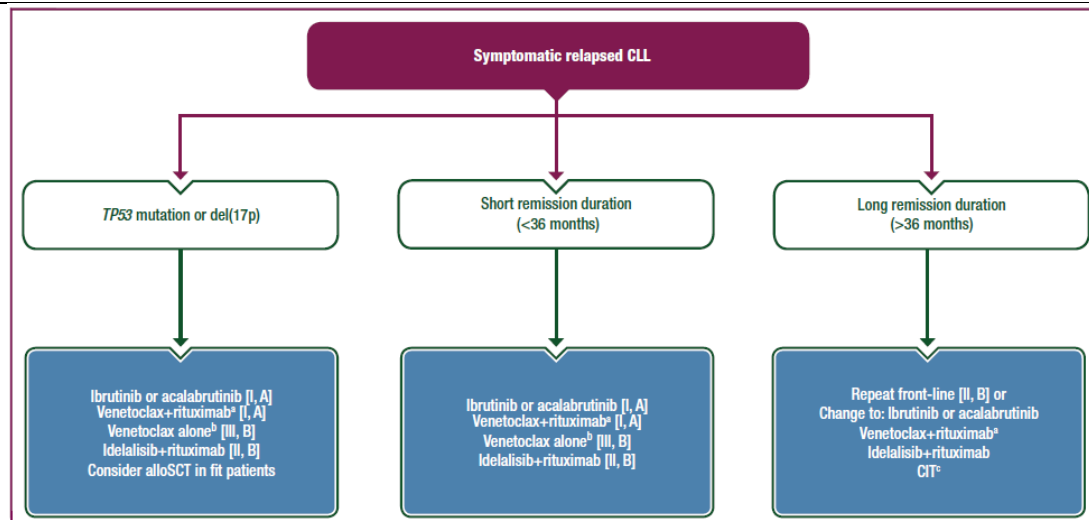 Symptomatic relapsed CLL
TP53 mutation or del(17p)
Short remission duration
(<36 months)
Long remission duration
(>36 months)
Ibrutinib or acalabrutinib [I, A]
Venetoclax+rituximabᵃ [I, A]
Venetoclax aloneᵇ [III, B]
Idelalisib+rituximab [II, B]
Consider alloSCT in fit patients
Ibrutinib or acalabrutinib [I, A]
Venetoclax+rituximabᵃ [I, A]
Venetoclax aloneᵇ [III, B]
Idelalisib+rituximab [II, B]
Repeat front-line [II, B] or
Change to: Ibrutinib or acalabrutinib
Venetoclax+rituximabᵃ
Idelalisib+rituximab
CITᶜ